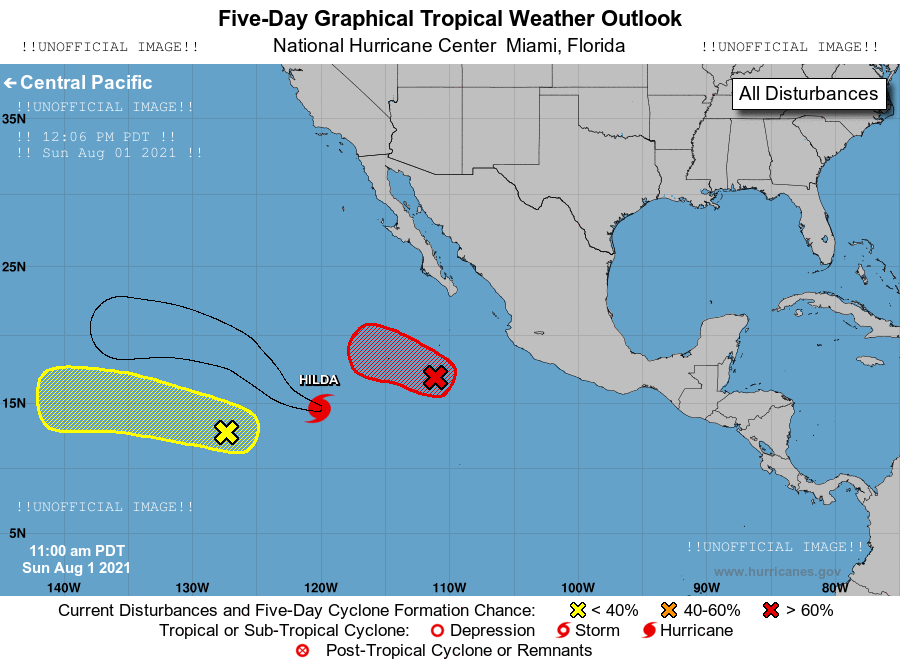 Five-Day Graphical Tropical Weather Outlook
!!UNOFFICIAL IMAGE!! National Hurricane Center Miami, Florida !!UNOFFICIAL IMAGE!!
← Central Pacific
All Disturbances
!!UNOFFICIAL IMAGE!!
35N
!! 12:06 PM PDT !!
!! Sun Aug 01 2021 !!
25N
HILDA
15N
!!UNOFFICIAL IMAGE!!
5N
!!UNOFFICIAL IMAGE!!
11:00 am PDT
Sun Aug 1 2021
www.hurricanes.gov
140W 130W 120W 110W 100W 90W 80W
Current Disturbances and Five-Day Cyclone Formation Chance: < 40% 40-60% > 60%
Tropical or Sub-Tropical Cyclone: Depression Storm Hurricane
Post-Tropical Cyclone or Remnants